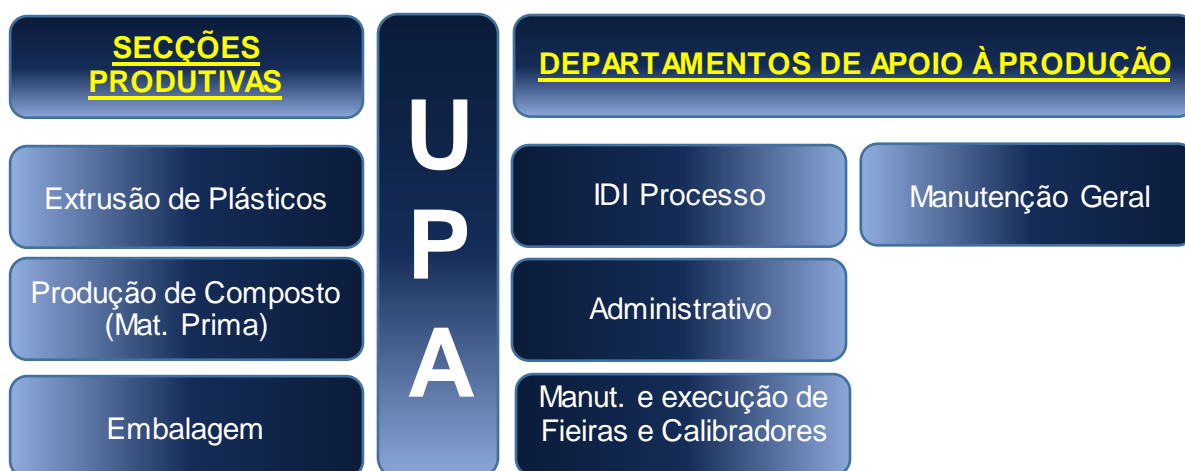 SECÇÕES
PRODUTIVAS
Extrusão de Plásticos
Produção de Composto
(Mat. Prima)
Embalagem
U
P
A
DEPARTAMENTOS DE APOIO À PRODUÇÃO
IDI Processo
Manutenção Geral
Administrativo
Manut. e execução de
Fieiras e Calibradores